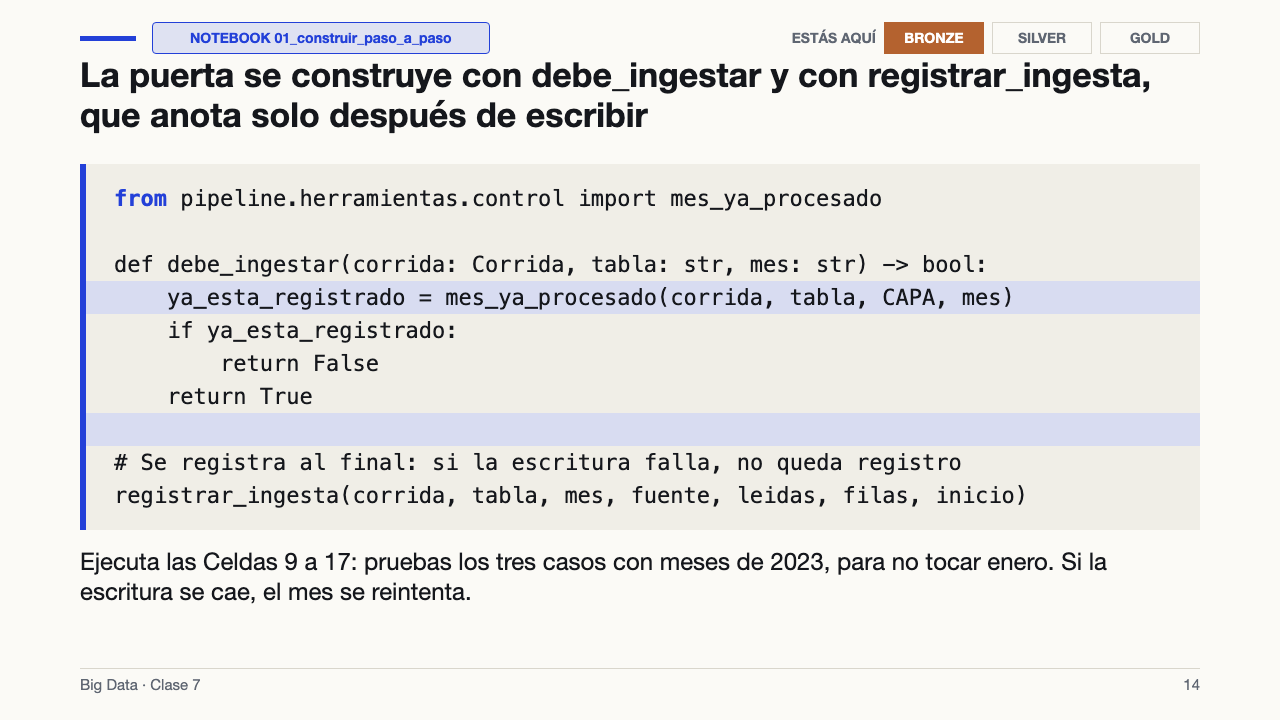 NOTEBOOK 01_construir_paso_a_paso
ESTÁS AQUÍ
BRONZE
SILVER
GOLD
La puerta se construye con debe_ingestar y con registrar_ingesta,
que anota solo después de escribir
from pipeline.herramientas.control import mes_ya_procesado
def debe_ingestar(corrida: Corrida, tabla: str, mes: str) -> bool:
    ya_esta_registrado = mes_ya_procesado(corrida, tabla, CAPA, mes)
    if ya_esta_registrado:
        return False
    return True
# Se registra al final: si la escritura falla, no queda registro
registrar_ingesta(corrida, tabla, mes, fuente, leidas, filas, inicio)
Ejecuta las Celdas 9 a 17: pruebas los tres casos con meses de 2023, para no tocar enero. Si la
escritura se cae, el mes se reintenta.
Big Data · Clase 7
14